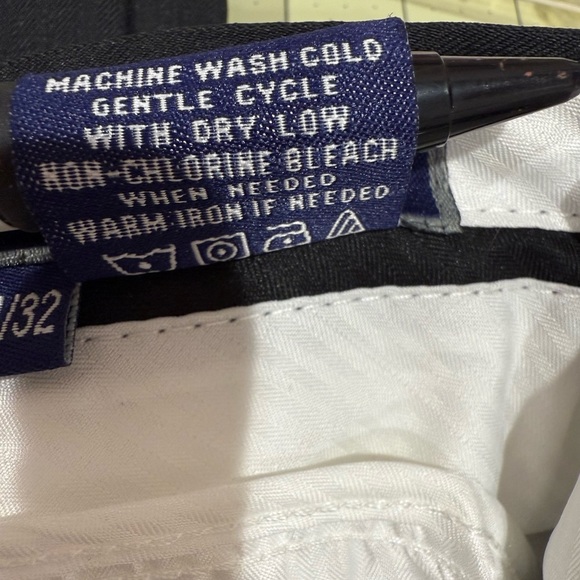 MACHINE WASH COLD
GENTLE CYCLE
WITH DRY LOW
NON-CHLORINE BLEACH
WHEN NEEDED
WARM IRON IF NEEDED
/32